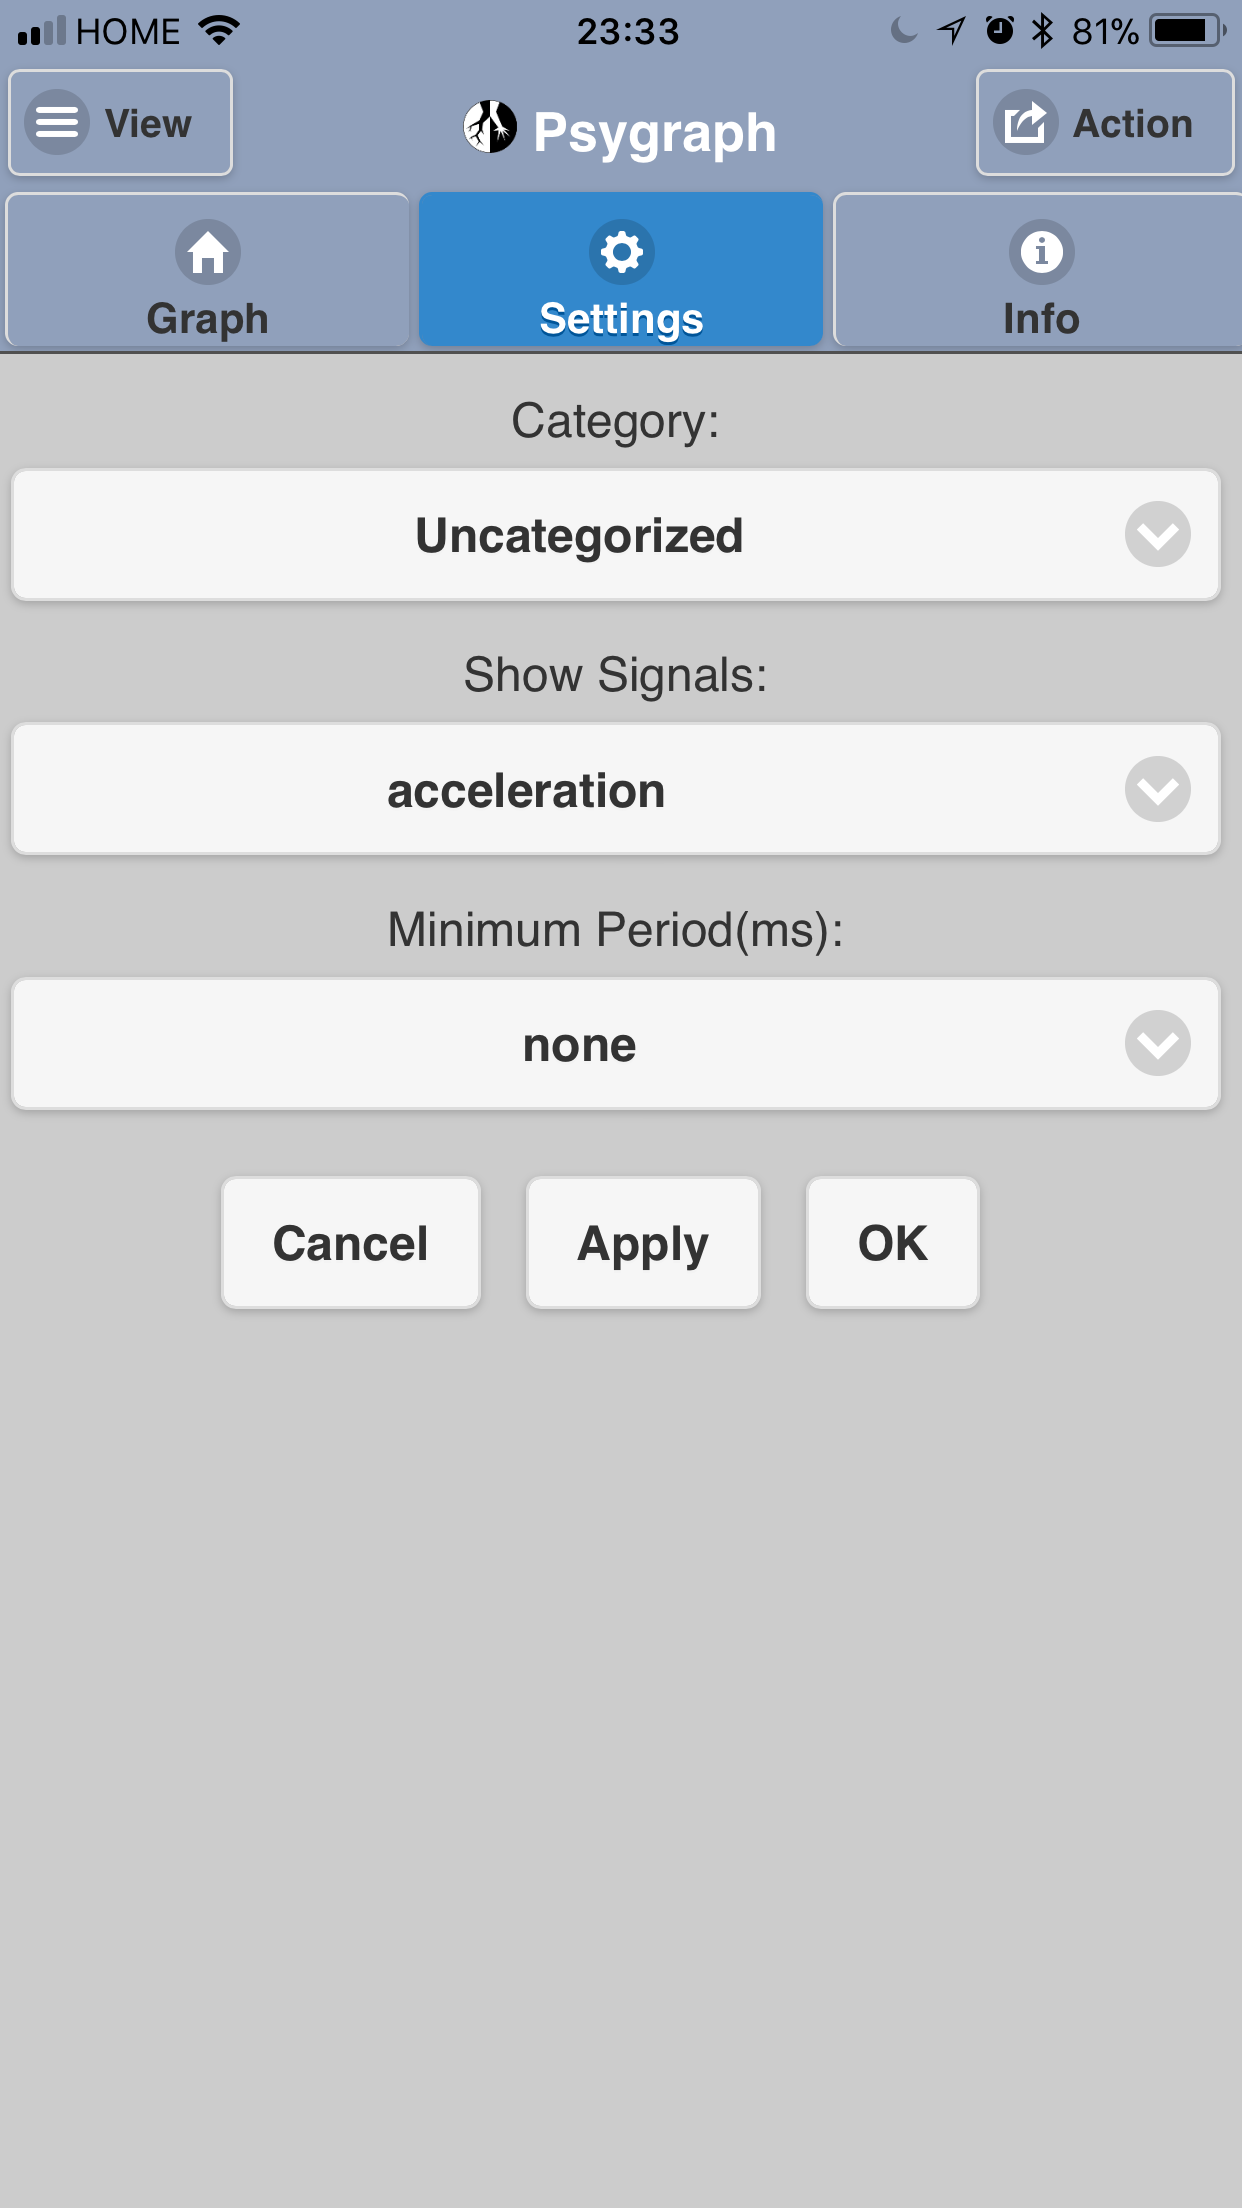 HOME 23:33 81%
View Psygraph Action
Graph Settings Info
Category:
Uncategorized
Show Signals:
acceleration
Minimum Period(ms):
none
Cancel Apply OK